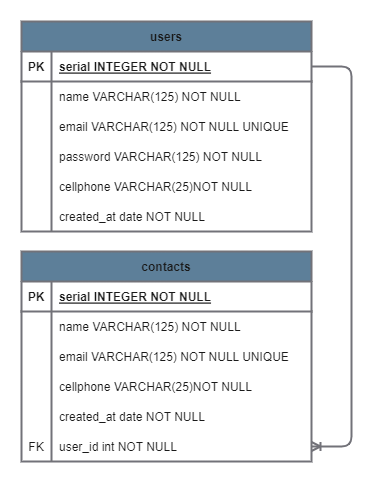 users
PK serial INTEGER NOT NULL
name VARCHAR(125) NOT NULL
email VARCHAR(125) NOT NULL UNIQUE
password VARCHAR(125) NOT NULL
cellphone VARCHAR(25)NOT NULL
created_at date NOT NULL
contacts
PK serial INTEGER NOT NULL
name VARCHAR(125) NOT NULL
email VARCHAR(125) NOT NULL UNIQUE
cellphone VARCHAR(25)NOT NULL
created_at date NOT NULL
FK user_id int NOT NULL